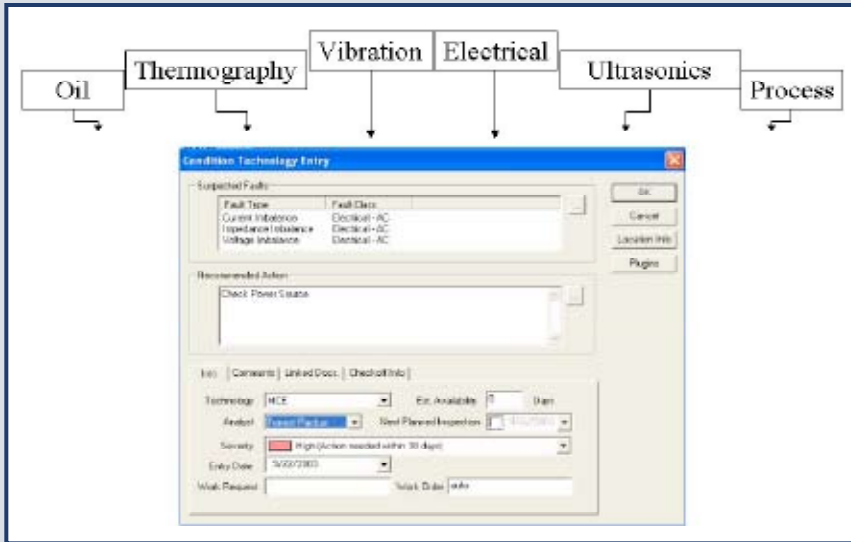 Oil
Thermography
Vibration
Electrical
Ultrasonics
Process
Condition Technology Entry
Suspected Faults
Fault Type Fault Class
Current Imbalance Electrical - AC
Impedance Imbalance Electrical - AC
Voltage Imbalance Electrical - AC
OK
Cancel
Location Info
Plugins
Recommended Action
Check Power Source
Comments Linked Docs. Checkoff Info
Technology MCE Est. Availability Days
Analyst Next Planned Inspection
Severity High (Action needed within 30 days)
Entry Date
Work Request Work Order auto